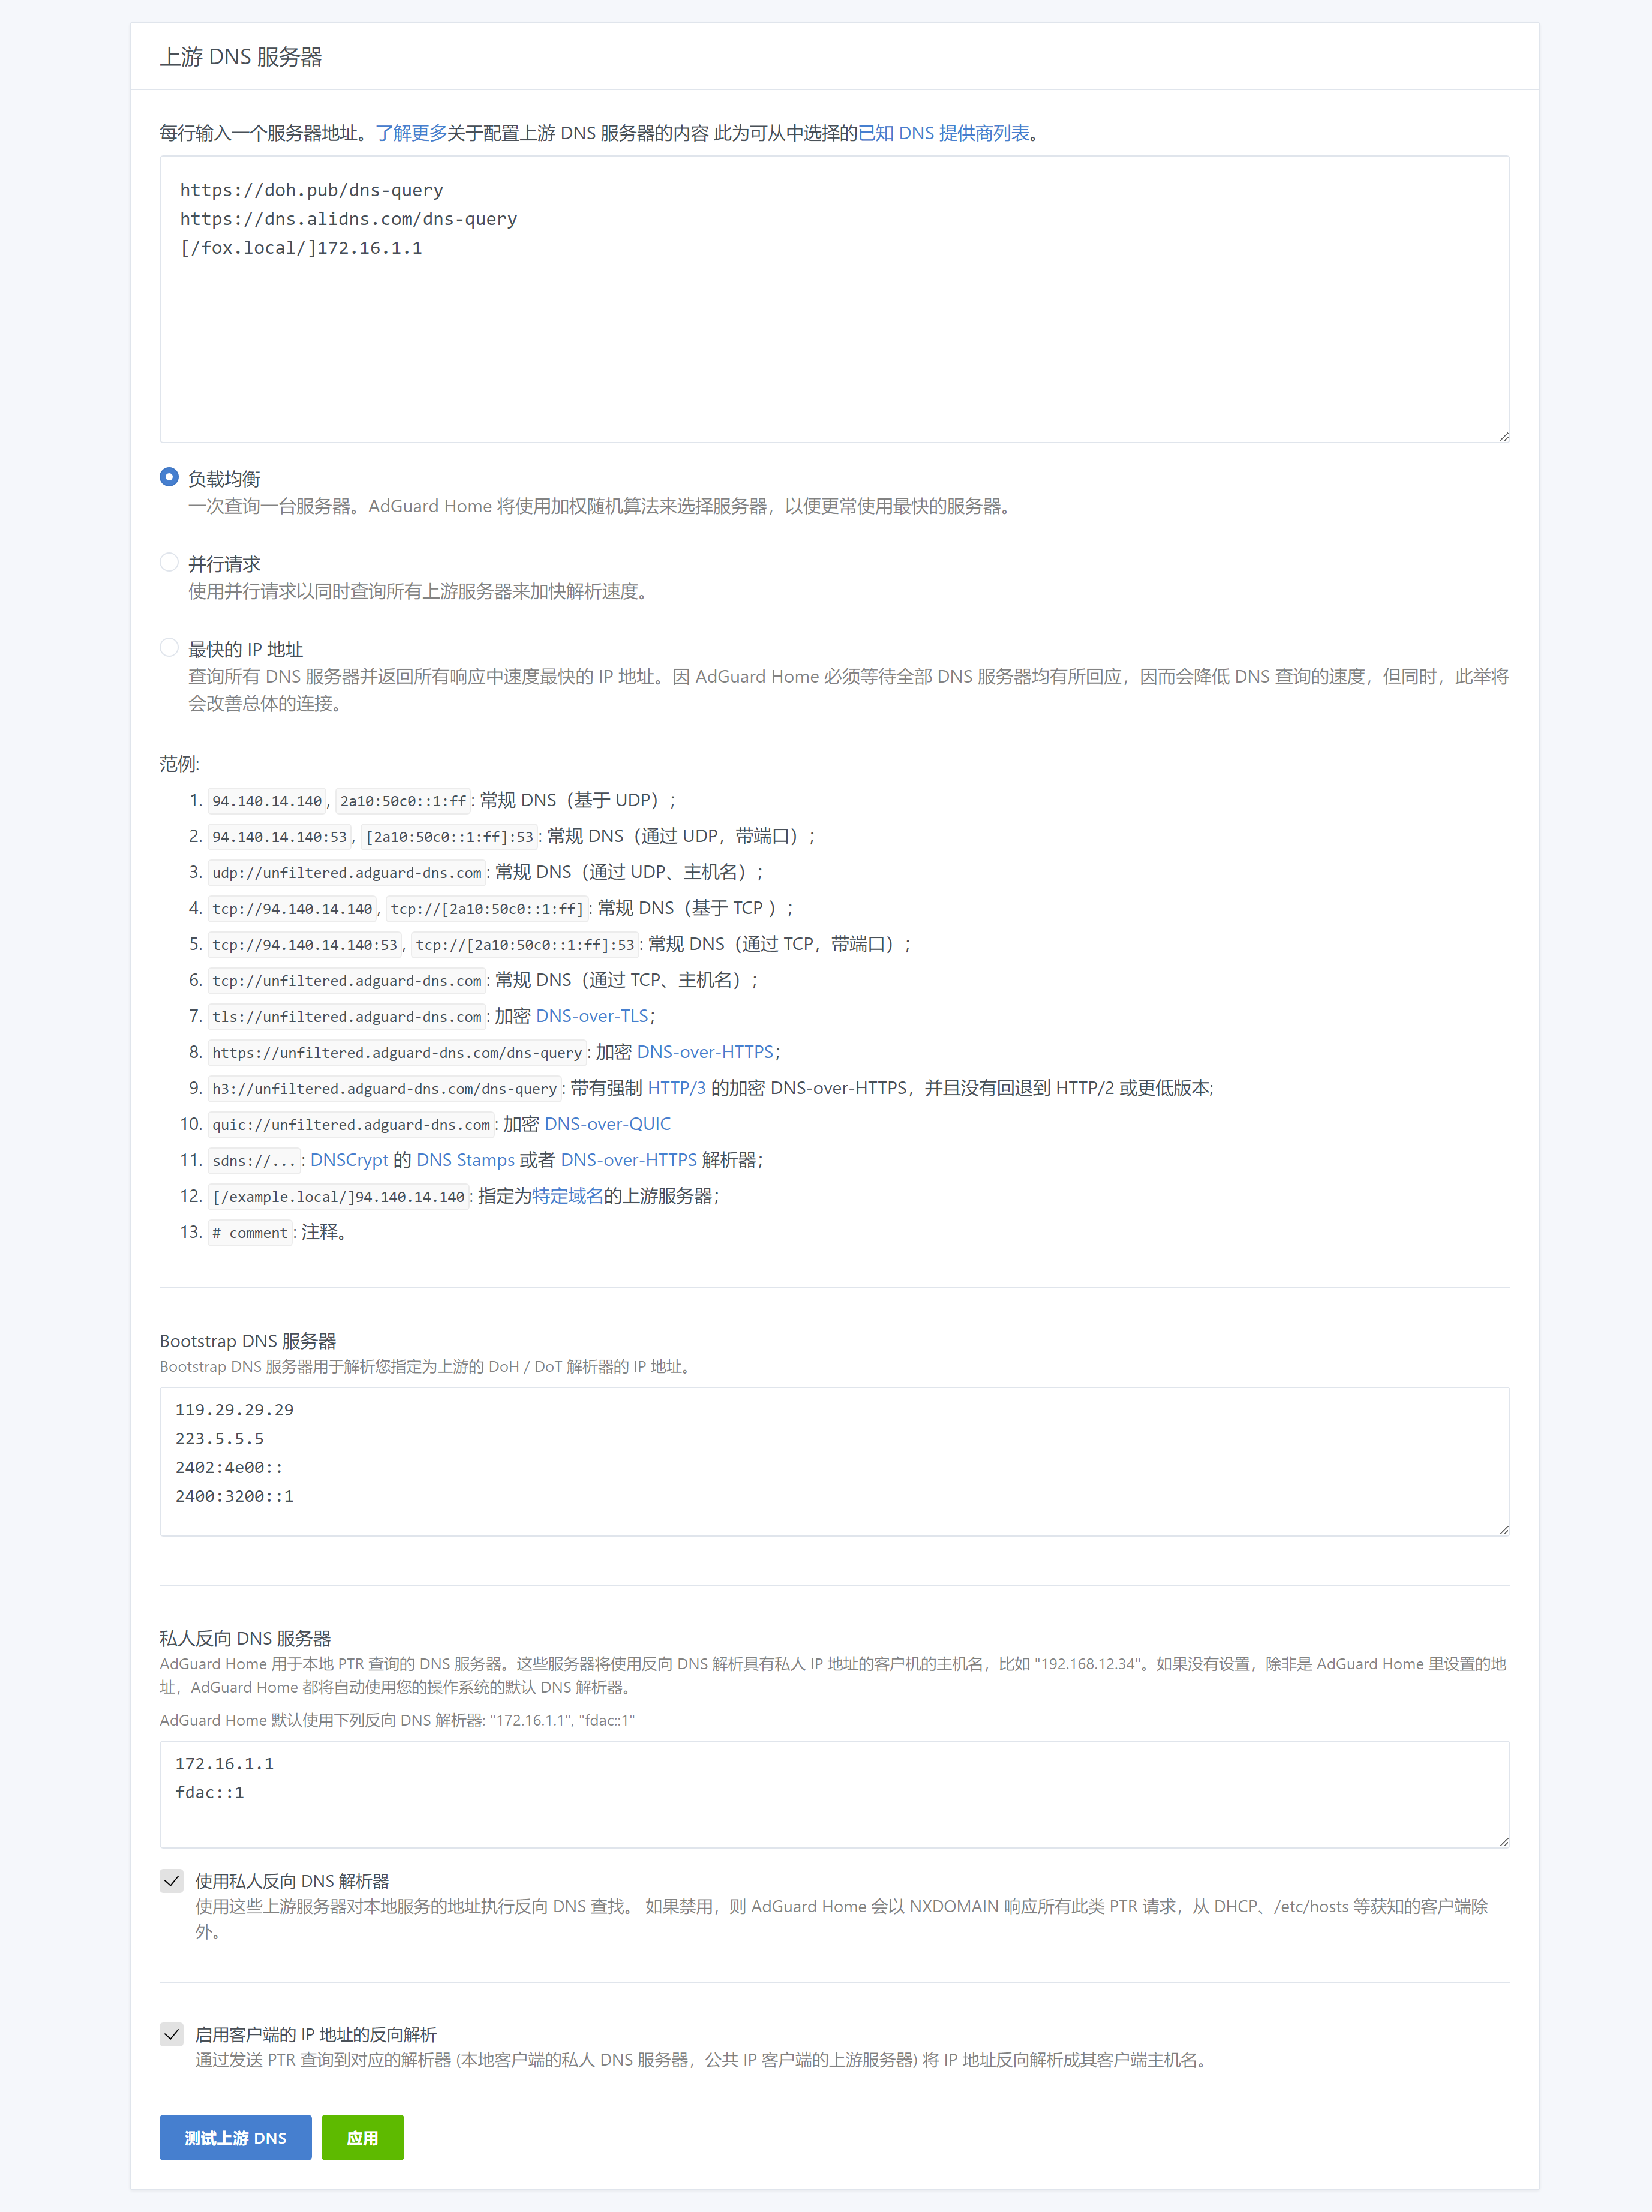 上游 DNS 服务器
每行输入一个服务器地址。了解更多关于配置上游 DNS 服务器的内容 此为可从中选择的已知 DNS 提供商列表。
https://doh.pub/dns-query
https://dns.alidns.com/dns-query
[/fox.local/]172.16.1.1
负载均衡
一次查询一台服务器。AdGuard Home 将使用加权随机算法来选择服务器，以便更常使用最快的服务器。
并行请求
使用并行请求以同时查询所有上游服务器来加快解析速度。
最快的 IP 地址
查询所有 DNS 服务器并返回所有响应中速度最快的 IP 地址。因 AdGuard Home 必须等待全部 DNS 服务器均有所回应，因而会降低 DNS 查询的速度，但同时，此举将
会改善总体的连接。
范例:
1. 94.140.14.140, 2a10:50c0::1:ff: 常规 DNS（基于 UDP）;
2. 94.140.14.140:53, [2a10:50c0::1:ff]:53: 常规 DNS（通过 UDP，带端口）;
3. udp://unfiltered.adguard-dns.com: 常规 DNS（通过 UDP、主机名）;
4. tcp://94.140.14.140, tcp://[2a10:50c0::1:ff]: 常规 DNS（基于 TCP ）;
5. tcp://94.140.14.140:53, tcp://[2a10:50c0::1:ff]:53: 常规 DNS（通过 TCP，带端口）;
6. tcp://unfiltered.adguard-dns.com: 常规 DNS（通过 TCP、主机名）;
7. tls://unfiltered.adguard-dns.com: 加密 DNS-over-TLS;
8. https://unfiltered.adguard-dns.com/dns-query: 加密 DNS-over-HTTPS;
9. h3://unfiltered.adguard-dns.com/dns-query: 带有强制 HTTP/3 的加密 DNS-over-HTTPS，并且没有回退到 HTTP/2 或更低版本;
10. quic://unfiltered.adguard-dns.com: 加密 DNS-over-QUIC
11. sdns://...: DNSCrypt 的 DNS Stamps 或者 DNS-over-HTTPS 解析器;
12. [/example.local/]94.140.14.140: 指定为特定域名的上游服务器;
13. # comment: 注释。
Bootstrap DNS 服务器
Bootstrap DNS 服务器用于解析您指定为上游的 DoH / DoT 解析器的 IP 地址。
119.29.29.29
223.5.5.5
2402:4e00::
2400:3200::1
私人反向 DNS 服务器
AdGuard Home 用于本地 PTR 查询的 DNS 服务器。这些服务器将使用反向 DNS 解析具有私人 IP 地址的客户机的主机名，比如 "192.168.12.34"。如果没有设置，除非是 AdGuard Home 里设置的地
址，AdGuard Home 都将自动使用您的操作系统的默认 DNS 解析器。
AdGuard Home 默认使用下列反向 DNS 解析器: "172.16.1.1", "fdac::1"
172.16.1.1
fdac::1
使用私人反向 DNS 解析器
使用这些上游服务器对本地服务的地址执行反向 DNS 查找。 如果禁用，则 AdGuard Home 会以 NXDOMAIN 响应所有此类 PTR 请求，从 DHCP、/etc/hosts 等获知的客户端除
外。
启用客户端的 IP 地址的反向解析
通过发送 PTR 查询到对应的解析器 (本地客户端的私人 DNS 服务器，公共 IP 客户端的上游服务器) 将 IP 地址反向解析成其客户端主机名。
测试上游 DNS
应用